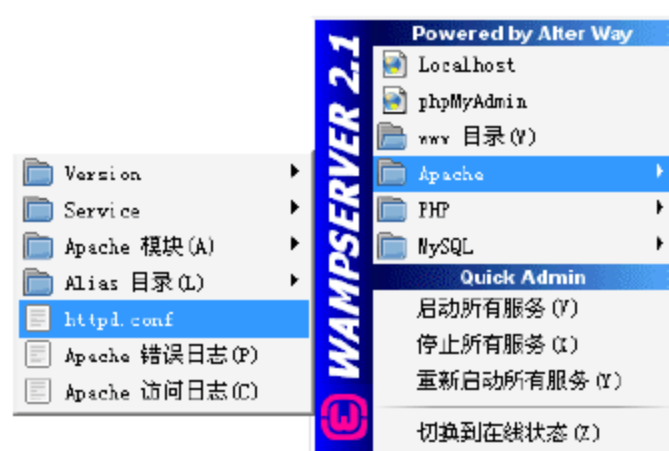 Powered by Alter Way
Localhost
phpMyAdmin
www 目录(V)
Apache
PHP
MySQL
Quick Admin
启动所有服务(V)
停止所有服务(X)
重新启动所有服务(Y)
切换到在线状态(Z)
WAMPSERVER 2.1
Version
Service
Apache 模块(A)
Alias 目录(L)
httpd.conf
Apache 错误日志(P)
Apache 访问日志(C)